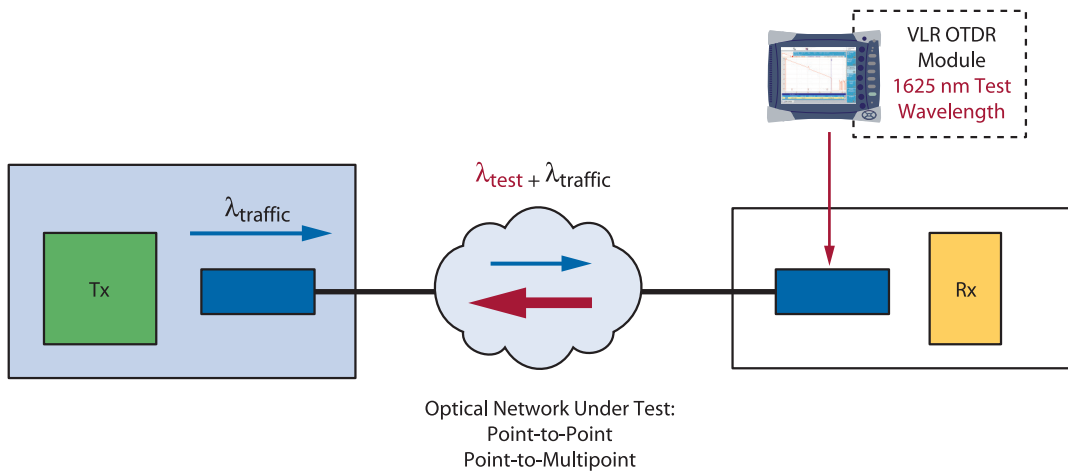 VLR OTDR
Module
1625 nm Test
Wavelength
λtest + λtraffic
λtraffic
Tx
Rx
Optical Network Under Test:
Point-to-Point
Point-to-Multipoint